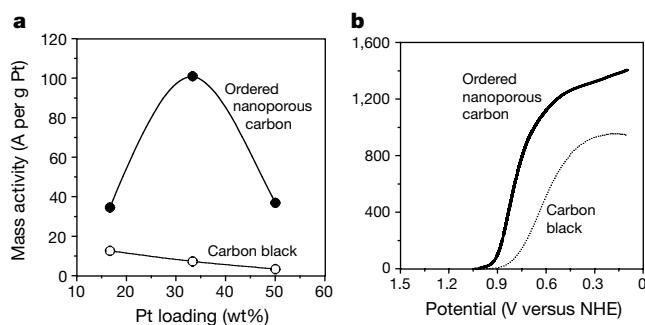 a
Mass activity (A per g Pt)
120
100
80
60
40
20
0
10
20
30
40
50
60
Pt loading (wt%)
Ordered
nanoporous
carbon
Carbon black
b
1,600
1,200
800
400
0
1.5
1.2
0.9
0.6
0.3
0
Potential (V versus NHE)
Ordered
nanoporous
carbon
Carbon
black